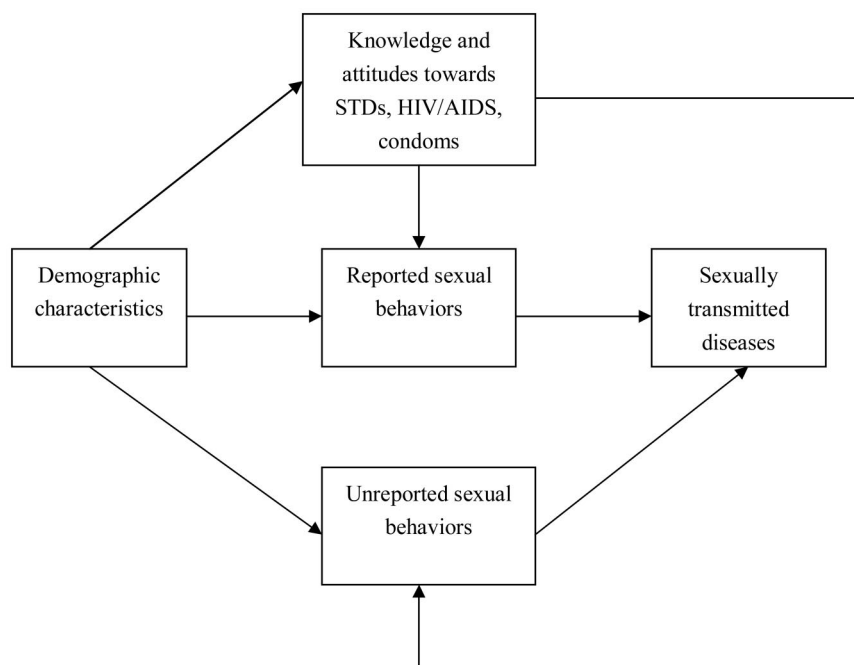 Knowledge and
attitudes towards
STDs, HIV/AIDS,
condoms
Demographic
characteristics
Reported sexual
behaviors
Sexually
transmitted
diseases
Unreported sexual
behaviors